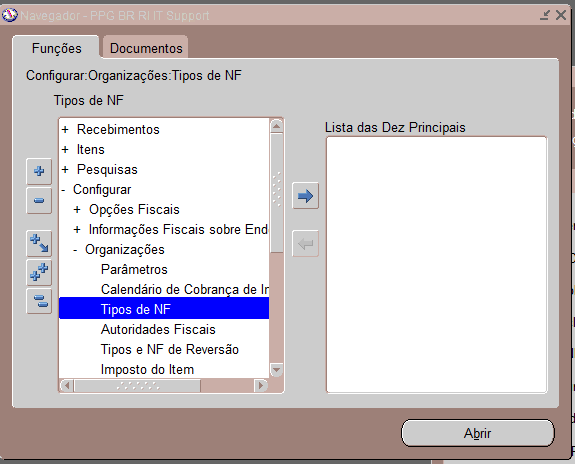 Navegador - PPG BR RI IT Support
Funções
Documentos
Configurar:Organizações:Tipos de NF
Tipos de NF
Lista das Dez Principais
+ Recebimentos
+ Itens
+ Pesquisas
- Configurar
+ Opções Fiscais
+ Informações Fiscais sobre End
- Organizações
Parâmetros
Calendário de Cobrança de I
Tipos de NF
Autoridades Fiscais
Tipos e NF de Reversão
Imposto do Item
Abrir